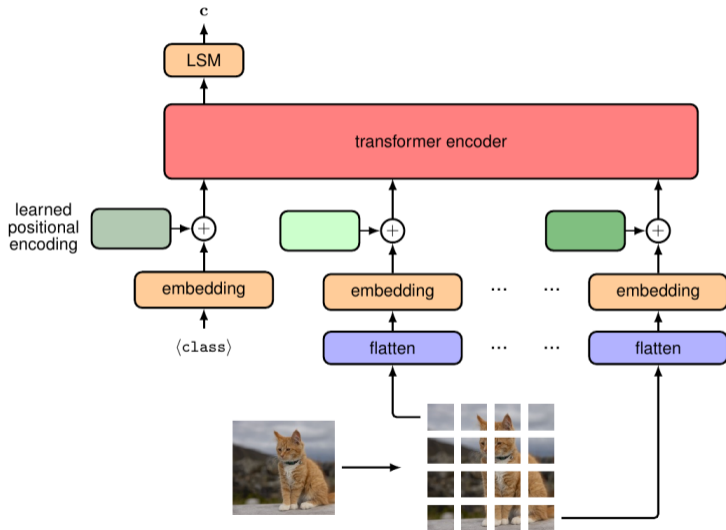 c
LSM
transformer encoder
learned
positional
encoding
+
+
+
embedding
embedding
... ...
embedding
⟨class⟩
flatten
... ...
flatten